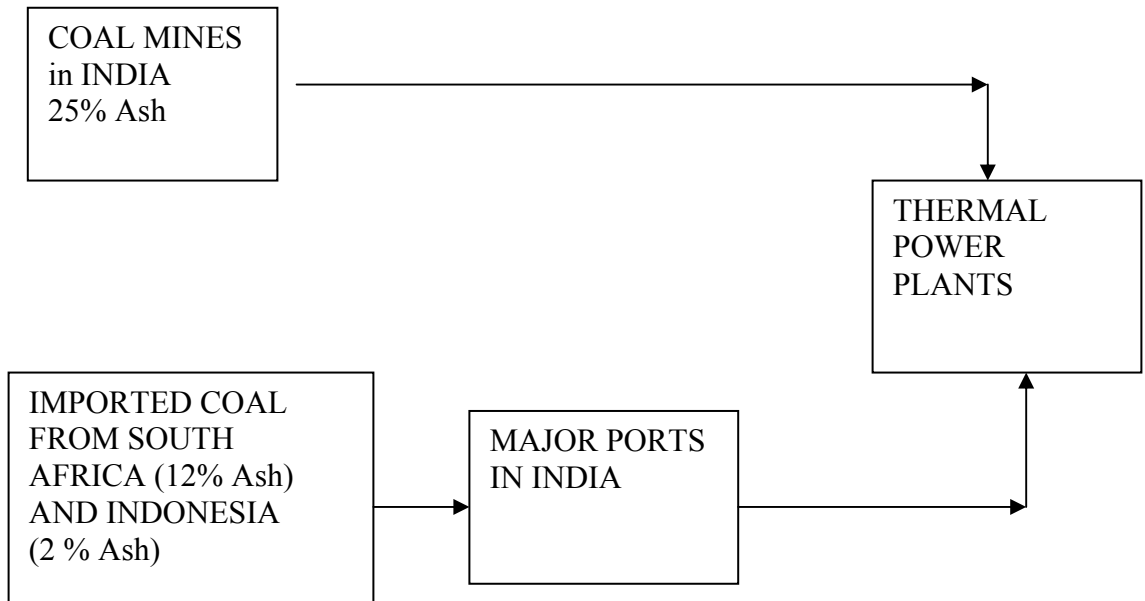 COAL MINES
in INDIA
25% Ash
THERMAL
POWER
PLANTS
IMPORTED COAL
FROM SOUTH
AFRICA (12% Ash)
AND INDONESIA
(2 % Ash)
MAJOR PORTS
IN INDIA